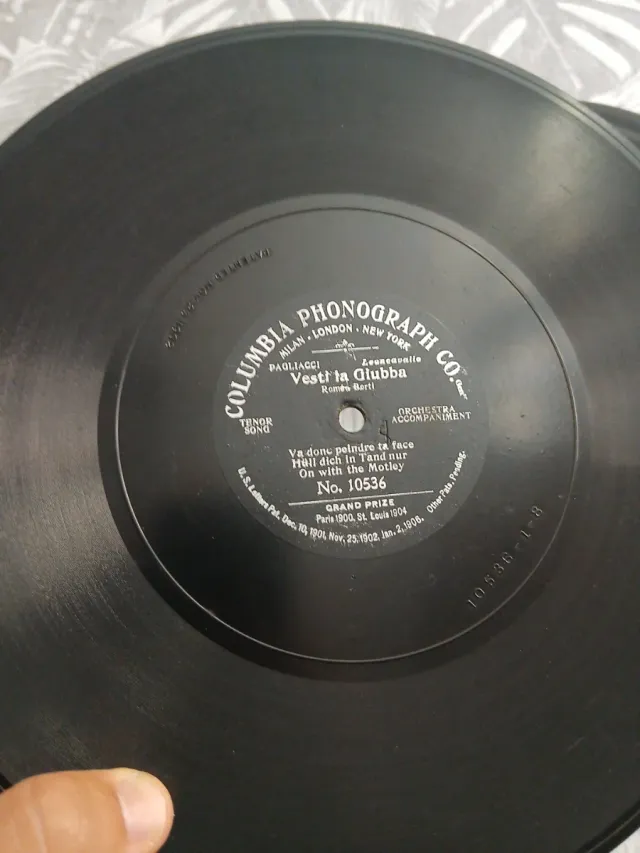 COLUMBIA PHONOGRAPH CO.
MILAN - LONDON - NEW YORK
PAGLIACCI
Leoncavallo
Vesti la Giubba
Romeo Berti
TENOR
SONG
ORCHESTRA
ACCOMPANIMENT
Va donc peindre ta face
Hüll dich in Tand nur
On with the Motley
No. 10536
GRAND PRIZE
Paris 1900, St. Louis 1904
U.S. Letters Pat. Dec. 10, 1901, Nov. 25, 1902, Jan. 2, 1906. Other Pats. Pending.
10536-1-8